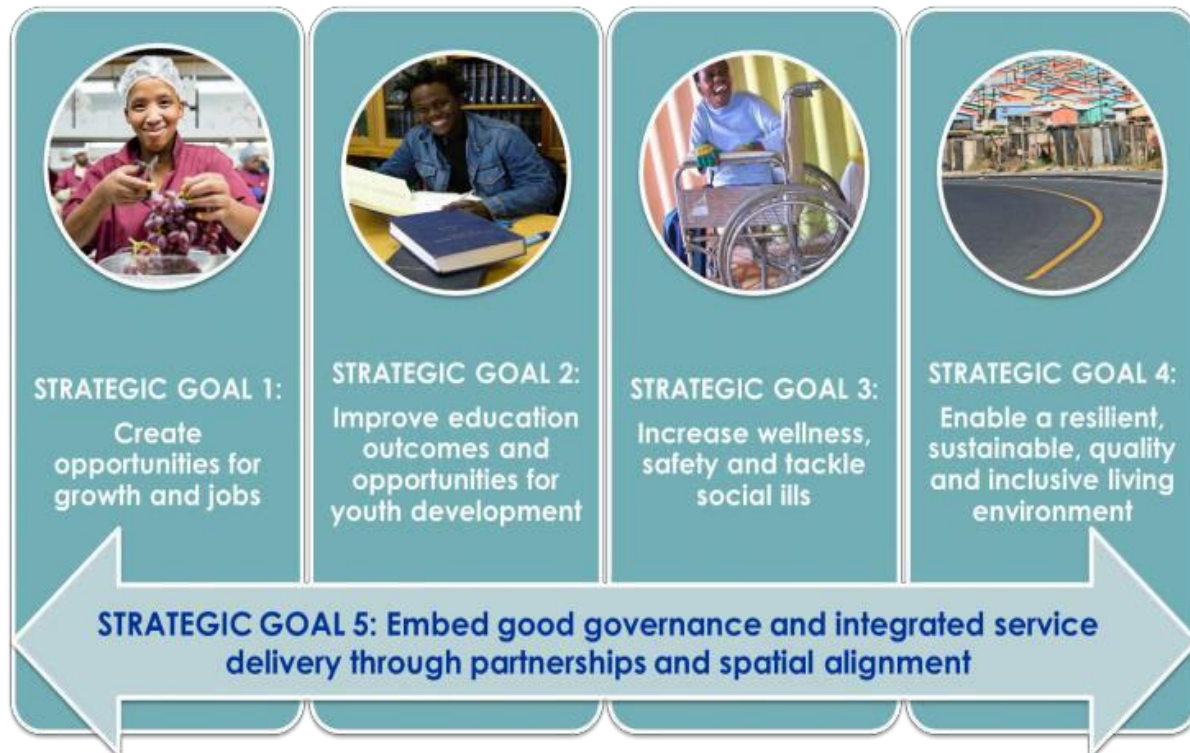 STRATEGIC GOAL 1:
Create
opportunities for
growth and jobs
STRATEGIC GOAL 2:
Improve education
outcomes and
opportunities for
youth development
STRATEGIC GOAL 3:
Increase wellness,
safety and tackle
social ills
STRATEGIC GOAL 4:
Enable a resilient,
sustainable, quality
and inclusive living
environment
STRATEGIC GOAL 5: Embed good governance and integrated service
delivery through partnerships and spatial alignment